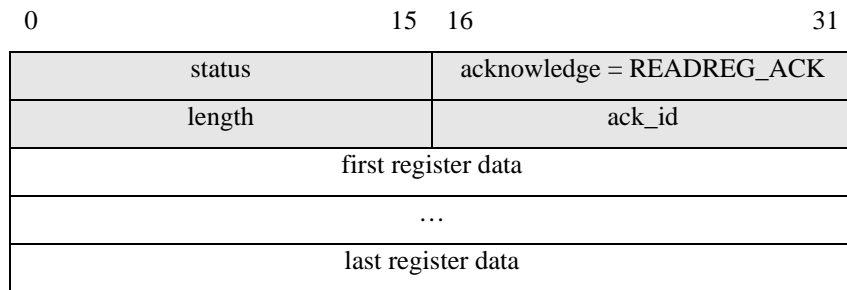 0 15 16 31
status acknowledge = READREG_ACK
length ack_id
first register data
…
last register data